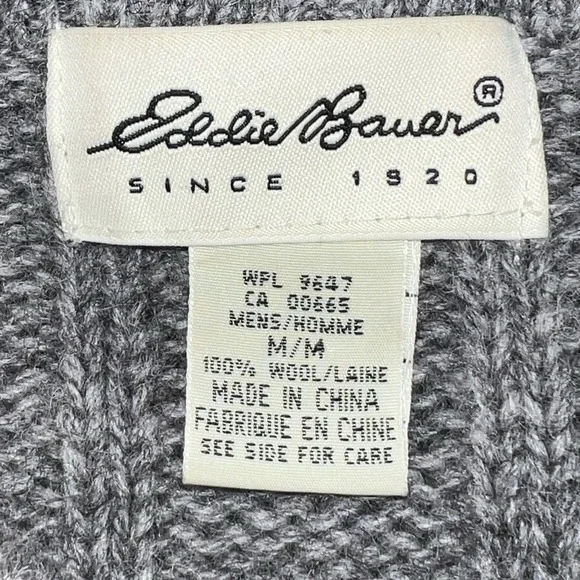 Eddie Bauer®
SINCE 1920
WPL 9647
CA 00665
MENS/HOMME
M/M
100% WOOL/LAINE
MADE IN CHINA
FABRIQUE EN CHINE
SEE SIDE FOR CARE